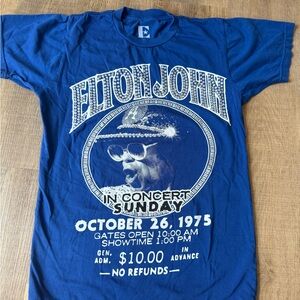 E
ELTON JOHN
IN CONCERT
SUNDAY
OCTOBER 26, 1975
GATES OPEN 10:00 AM
SHOWTIME 1:00 PM
GEN. ADM. $10.00 IN ADVANCE
— NO REFUNDS —